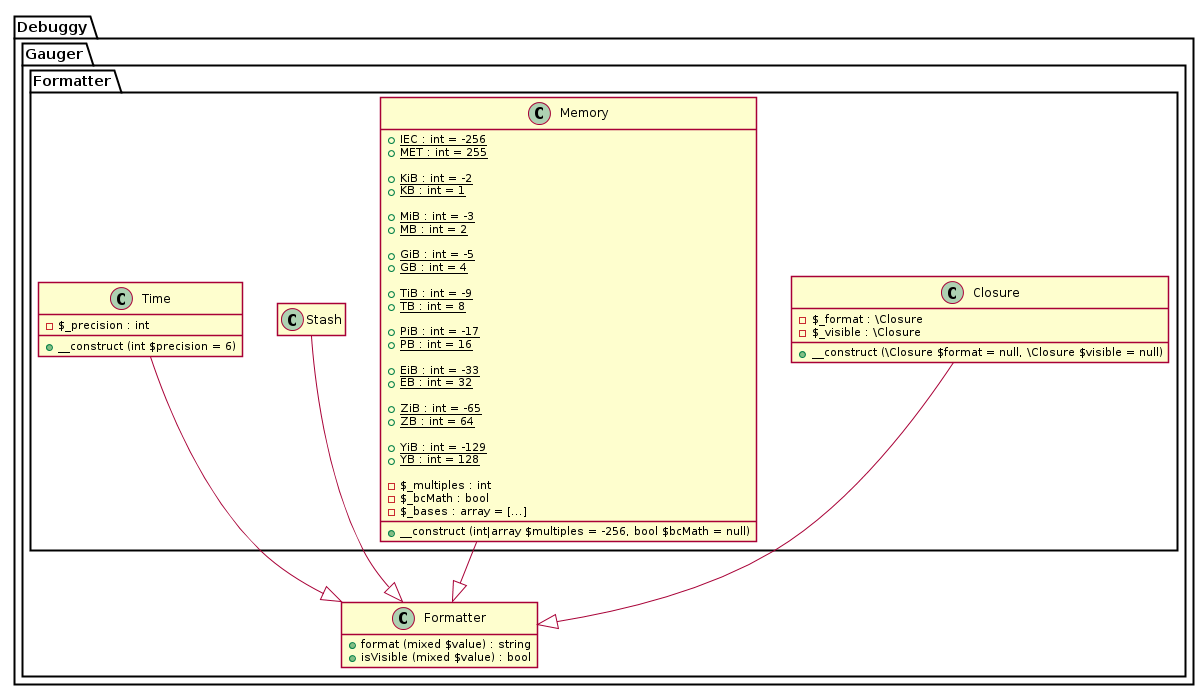 Debuggy
Gauger
Formatter
C Memory
IEC : int = -256
MET : int = 255
KiB : int = -2
KB : int = 1
MiB : int = -3
MB : int = 2
GiB : int = -5
GB : int = 4
TiB : int = -9
TB : int = 8
PiB : int = -17
PB : int = 16
EiB : int = -33
EB : int = 32
ZiB : int = -65
ZB : int = 64
YiB : int = -129
YB : int = 128
$_multiples : int
$_bcMath : bool
$_bases : array = [...]
__construct (int|array $multiples = -256, bool $bcMath = null)
C Time
$_precision : int
__construct (int $precision = 6)
C Stash
C Closure
$_format : \Closure
$_visible : \Closure
__construct (\Closure $format = null, \Closure $visible = null)
C Formatter
format (mixed $value) : string
isVisible (mixed $value) : bool